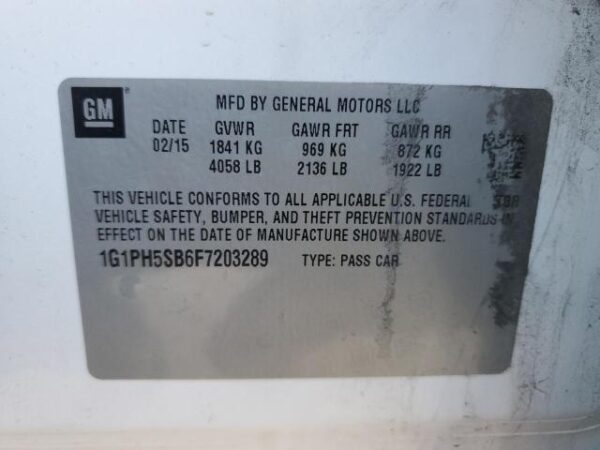 GM
MFD BY GENERAL MOTORS LLC
DATE GVWR GAWR FRT GAWR RR
02/15 1841 KG 969 KG 872 KG
4058 LB 2136 LB 1922 LB
THIS VEHICLE CONFORMS TO ALL APPLICABLE U.S. FEDERAL
VEHICLE SAFETY, BUMPER, AND THEFT PREVENTION STANDARDS IN
EFFECT ON THE DATE OF MANUFACTURE SHOWN ABOVE.
1G1PH5SB6F7203289 TYPE: PASS CAR